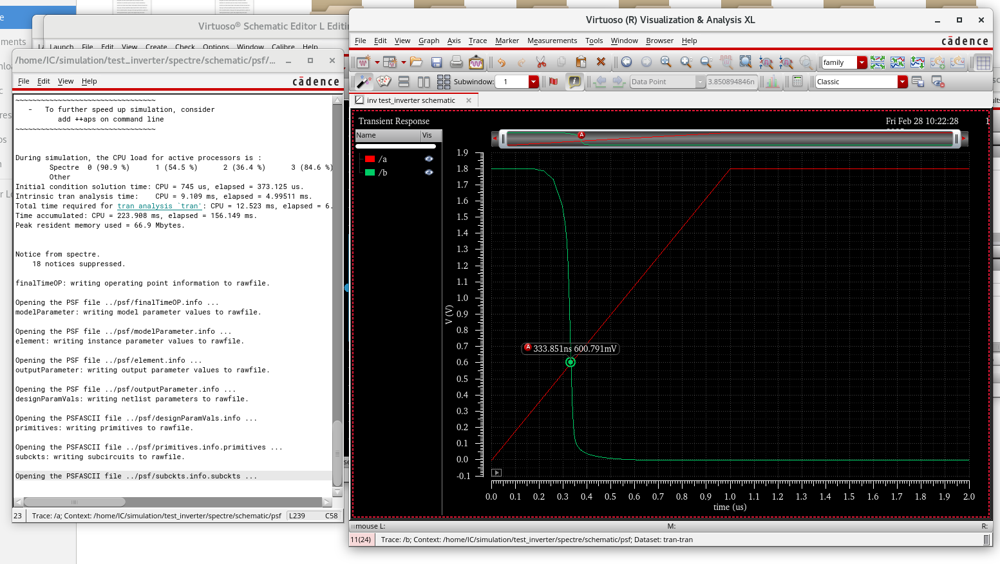 Virtuoso® Schematic Editor L Editin
Launch File Edit View Create Check Options Window Calibre Help
/home/IC/simulation/test_inverter/spectre/schematic/psf/...
File Edit View Help
cādence
~~~~~~~~~~~~~~~~~~~~~~~~~~~~~~~~~
- To further speed up simulation, consider
add ++aps on command line
~~~~~~~~~~~~~~~~~~~~~~~~~~~~~~~~~
During simulation, the CPU load for active processors is :
Spectre 0 (90.9 %) 1 (54.5 %) 2 (36.4 %) 3 (84.6 %)
Other
Initial condition solution time: CPU = 745 us, elapsed = 373.125 us.
Intrinsic tran analysis time: CPU = 9.109 ms, elapsed = 4.99511 ms.
Total time required for tran analysis `tran': CPU = 12.523 ms, elapsed = 6.
Time accumulated: CPU = 223.908 ms, elapsed = 156.149 ms.
Peak resident memory used = 66.9 Mbytes.
Notice from spectre.
18 notices suppressed.
finalTimeOP: writing operating point information to rawfile.
Opening the PSF file ../psf/finalTimeOP.info ...
modelParameter: writing model parameter values to rawfile.
Opening the PSF file ../psf/modelParameter.info ...
element: writing instance parameter values to rawfile.
Opening the PSF file ../psf/element.info ...
outputParameter: writing output parameter values to rawfile.
Opening the PSF file ../psf/outputParameter.info ...
designParamVals: writing netlist parameters to rawfile.
Opening the PSFASCII file ../psf/designParamVals.info ...
primitives: writing primitives to rawfile.
Opening the PSFASCII file ../psf/primitives.info.primitives ...
subckts: writing subcircuits to rawfile.
Opening the PSFASCII file ../psf/subckts.info.subckts ...
23 Trace: /a; Context: /home/IC/simulation/test_inverter/spectre/schematic/psf L239 C58
Virtuoso (R) Visualization & Analysis XL
File Edit View Graph Axis Trace Marker Measurements Tools Window Browser Help
cādence
family
Subwindow: 1 Data Point 3.850894846n Classic
inv test_inverter schematic
Transient Response
Fri Feb 28 10:22:28 1
Name Vis
/a
/b
A
1.9
1.8
1.7
1.6
1.5
1.4
1.3
1.2
1.1
1.0
0.9
0.8
0.7
0.6
0.5
0.4
0.3
0.2
0.1
0.0
-0.1
V (V)
A 333.851ns 600.791mV
0.0 0.1 0.2 0.3 0.4 0.5 0.6 0.7 0.8 0.9 1.0 1.1 1.2 1.3 1.4 1.5 1.6 1.7 1.8 1.9 2.0
time (us)
mouse L: M: R:
11(24) Trace: /b; Context: /home/IC/simulation/test_inverter/spectre/schematic/psf; Dataset: tran-tran